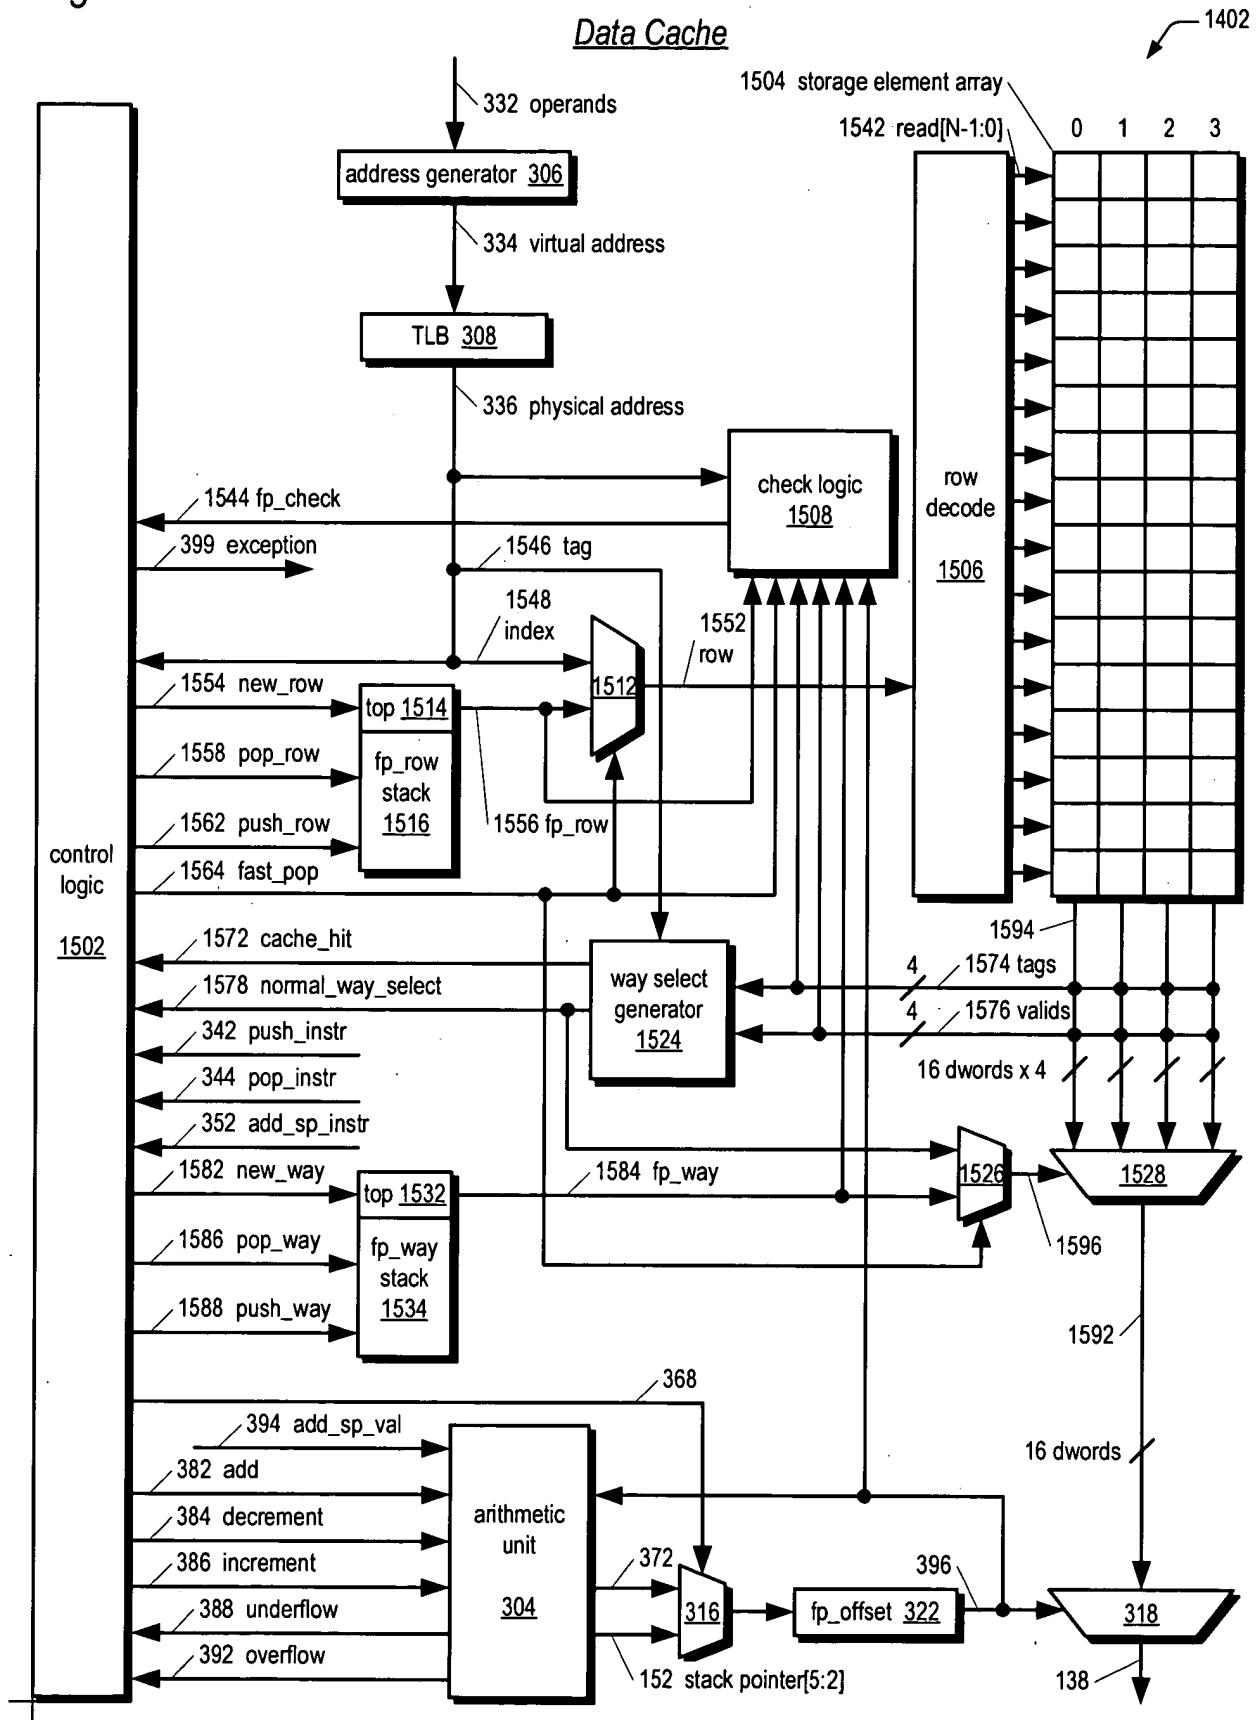 Data Cache
1402
1504 storage element array
332 operands
1542 read[N-1:0]
0 1 2 3
address generator 306
334 virtual address
TLB 308
336 physical address
check logic
1508
row
decode
1506
1544 fp_check
399 exception
1546 tag
1548
index
1552
row
1512
1554 new_row
top 1514
1558 pop_row
fp_row
stack
1516
1556 fp_row
1562 push_row
control
logic
1502
1564 fast_pop
1594
1572 cache_hit
way select
generator
1524
4
1574 tags
1578 normal_way_select
4
1576 valids
342 push_instr
16 dwords x 4
344 pop_instr
352 add_sp_instr
1582 new_way
top 1532
1584 fp_way
1526
1528
1586 pop_way
fp_way
stack
1534
1596
1588 push_way
1592
368
394 add_sp_val
16 dwords
382 add
arithmetic
unit
304
384 decrement
386 increment
372
396
388 underflow
316
fp_offset 322
318
392 overflow
152 stack pointer[5:2]
138